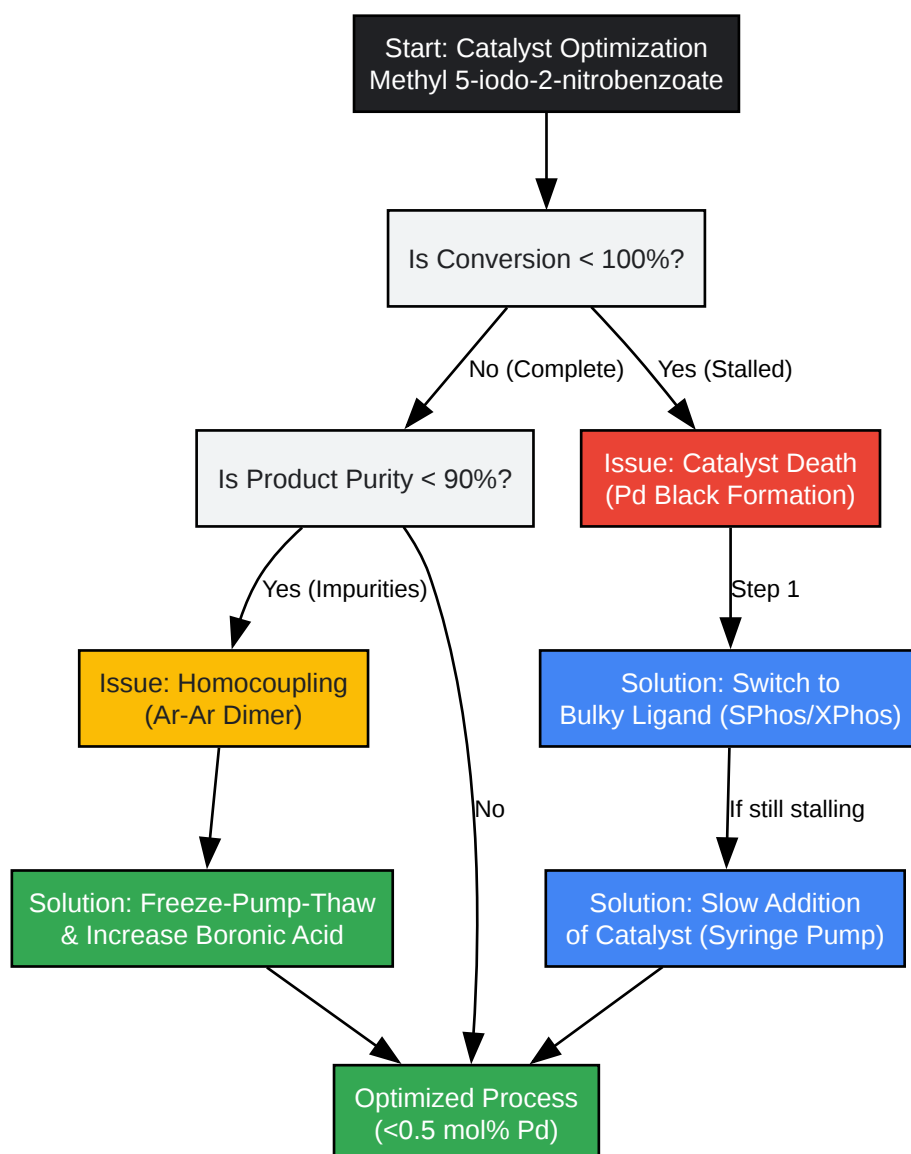 Start: Catalyst Optimization
Methyl 5-iodo-2-nitrobenzoate
Is Conversion < 100%?
No (Complete)
Yes (Stalled)
Is Product Purity < 90%?
Issue: Catalyst Death
(Pd Black Formation)
Yes (Impurities)
Step 1
Issue: Homocoupling
(Ar-Ar Dimer)
Solution: Switch to
Bulky Ligand (SPhos/XPhos)
No
If still stalling
Solution: Freeze-Pump-Thaw
& Increase Boronic Acid
Solution: Slow Addition
of Catalyst (Syringe Pump)
Optimized Process
(<0.5 mol% Pd)